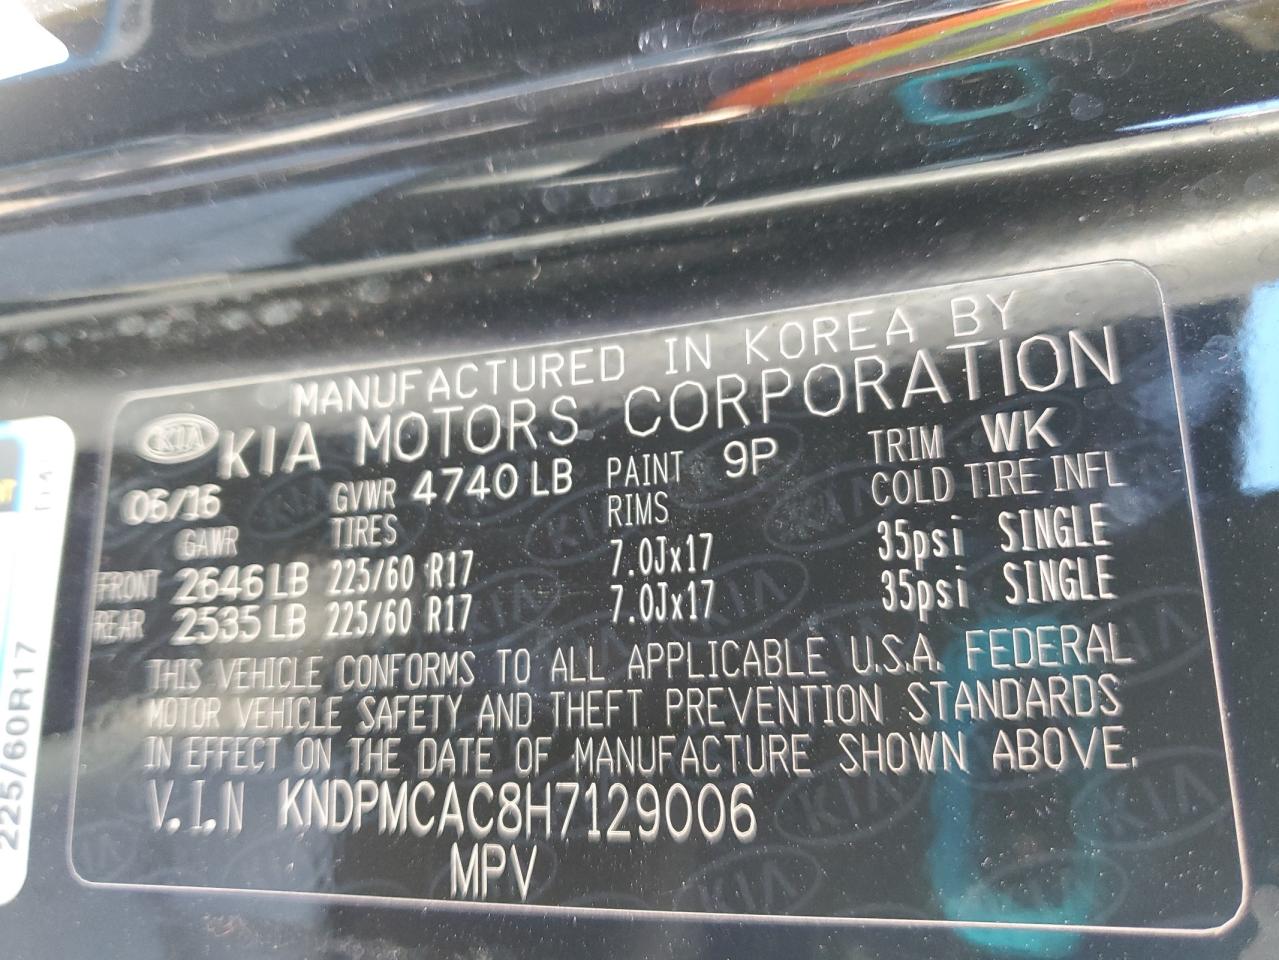 MANUFACTURED IN KOREA BY
KIA KIA MOTORS CORPORATION
06/16 GVWR 4740 LB PAINT 9P TRIM WK
GAWR TIRES RIMS COLD TIRE INFL
FRONT 2646 LB 225/60 R17 7.0Jx17 35psi SINGLE
REAR 2535 LB 225/60 R17 7.0Jx17 35psi SINGLE
THIS VEHICLE CONFORMS TO ALL APPLICABLE U.S.A. FEDERAL
MOTOR VEHICLE SAFETY AND THEFT PREVENTION STANDARDS
IN EFFECT ON THE DATE OF MANUFACTURE SHOWN ABOVE.
V.I.N KNDPMCAC8H7129006
MPV
225/60R17